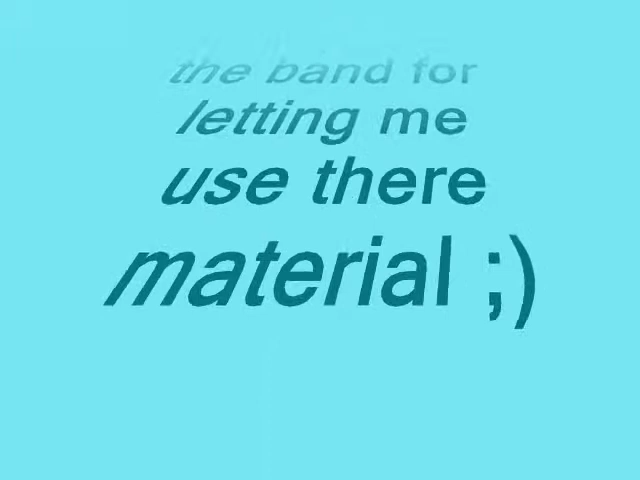 the band for
letting me
use there
material ;)